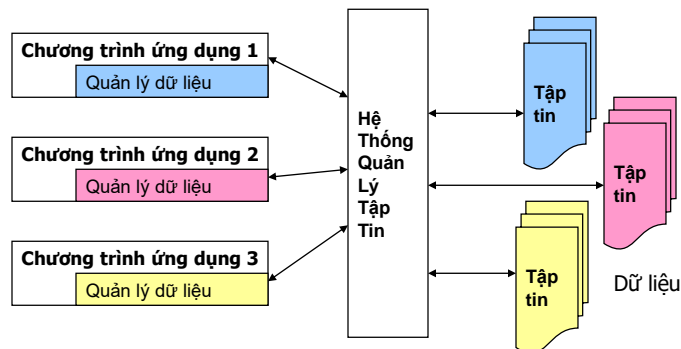 Chương trình ứng dụng 1
Quản lý dữ liệu
Chương trình ứng dụng 2
Quản lý dữ liệu
Chương trình ứng dụng 3
Quản lý dữ liệu
Hệ
Thống
Quản
Lý
Tập
Tin
Tập
tin
Tập
tin
Tập
tin
Dữ liệu